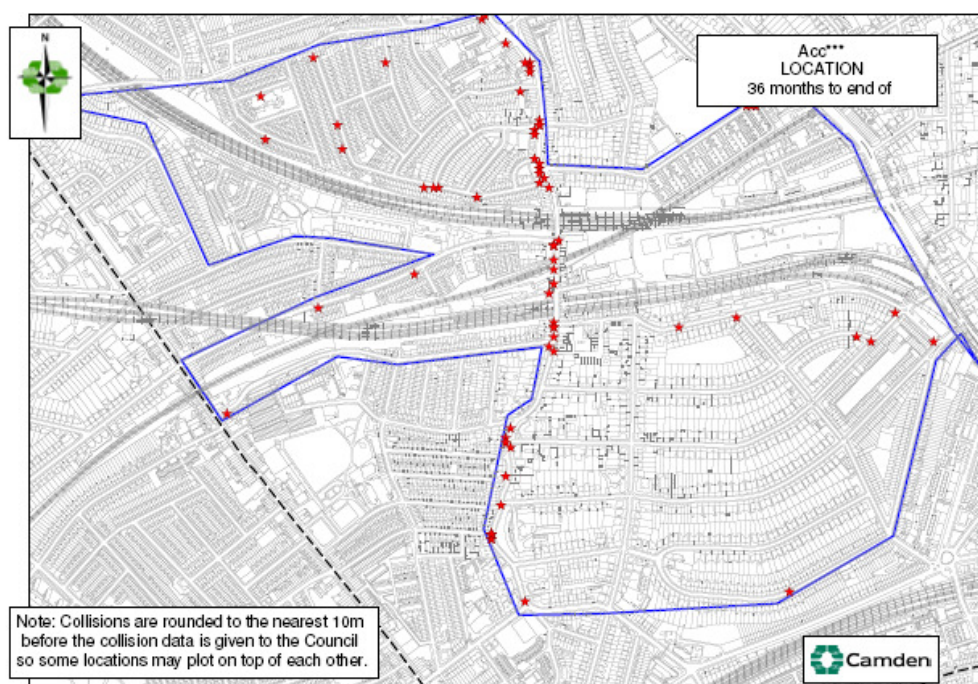 N
Acc***
LOCATION
36 months to end of
Note: Collisions are rounded to the nearest 10m
before the collision data is given to the Council
so some locations may plot on top of each other.
Camden